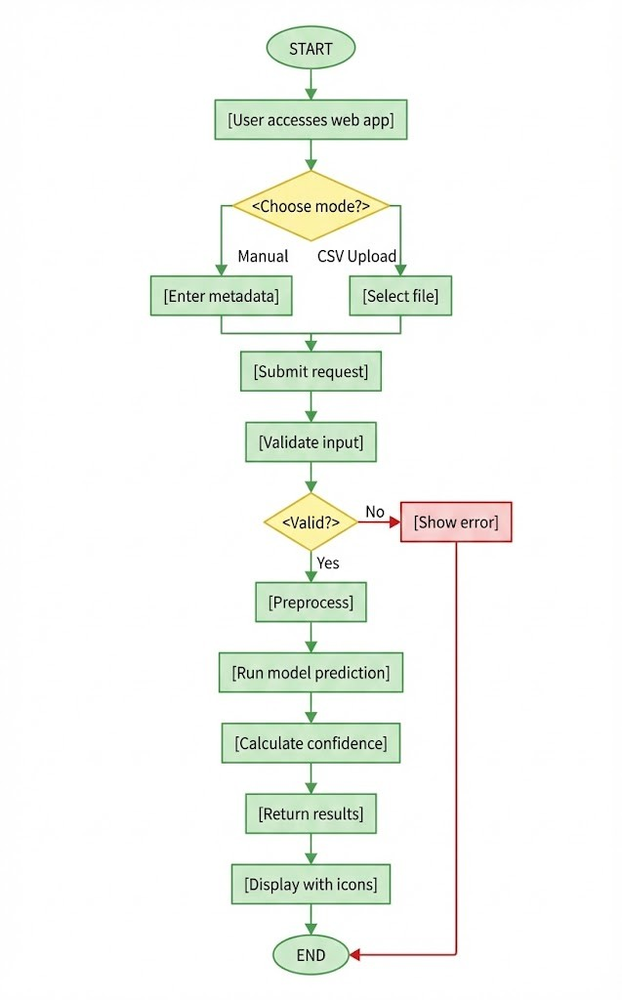 START
[User accesses web app]
<Choose mode?>
Manual
CSV Upload
[Enter metadata]
[Select file]
[Submit request]
[Validate input]
<Valid?>
No
[Show error]
Yes
[Preprocess]
[Run model prediction]
[Calculate confidence]
[Return results]
[Display with icons]
END